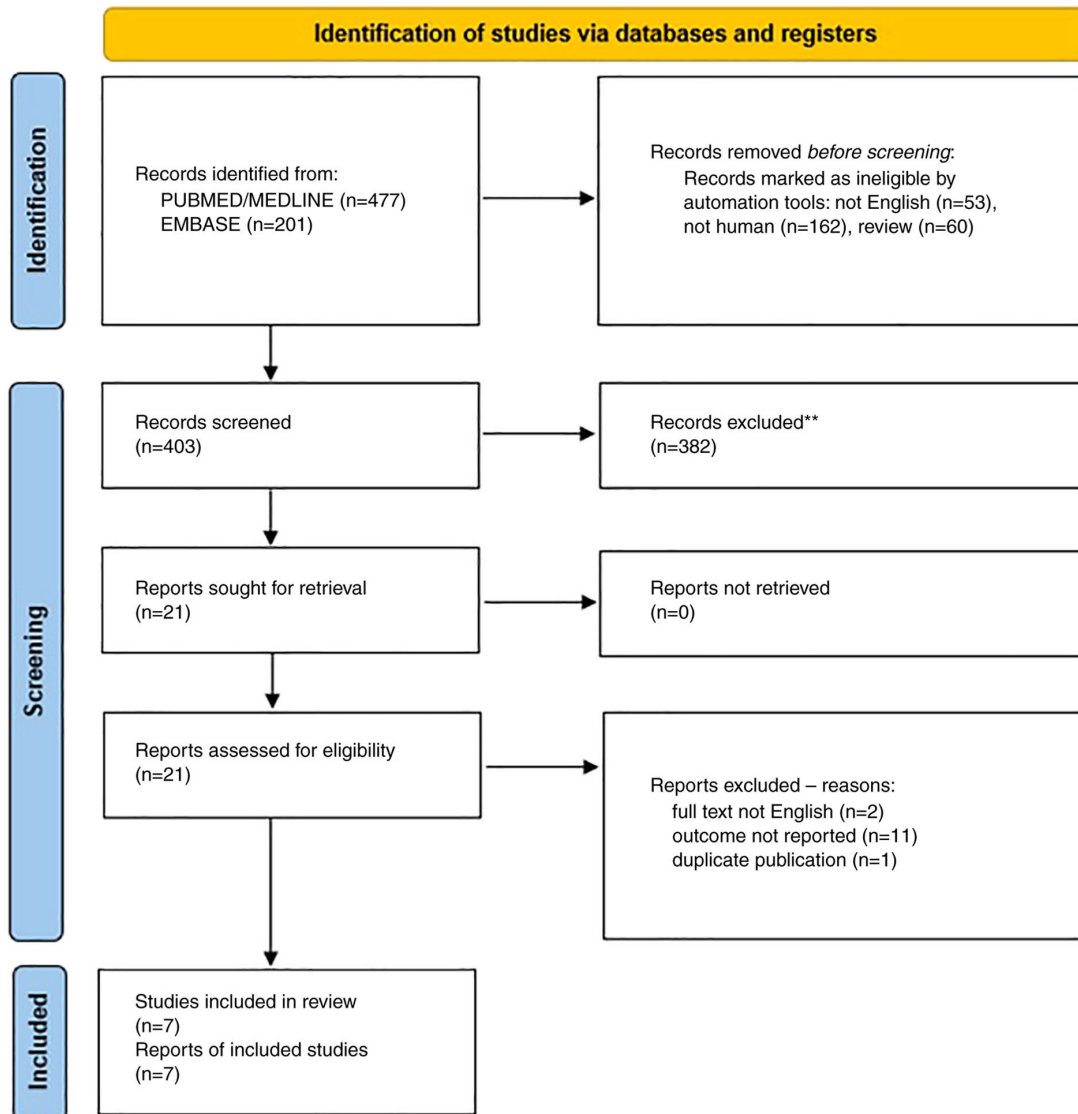 Identification of studies via databases and registers
Identification
Records identified from:
PUBMED/MEDLINE (n=477)
EMBASE (n=201)
Records removed before screening:
Records marked as ineligible by
automation tools: not English (n=53),
not human (n=162), review (n=60)
Screening
Records screened
(n=403)
Records excluded**
(n=382)
Reports sought for retrieval
(n=21)
Reports not retrieved
(n=0)
Reports assessed for eligibility
(n=21)
Reports excluded – reasons:
full text not English (n=2)
outcome not reported (n=11)
duplicate publication (n=1)
Included
Studies included in review
(n=7)
Reports of included studies
(n=7)